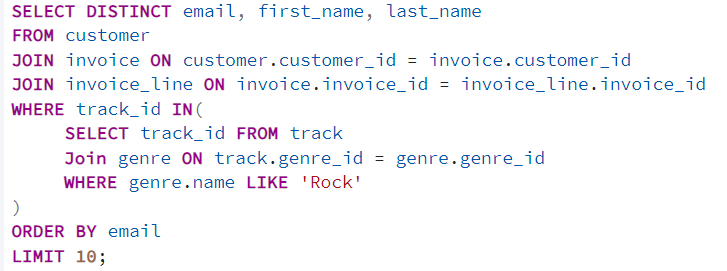 SELECT DISTINCT email, first_name, last_name
FROM customer
JOIN invoice ON customer.customer_id = invoice.customer_id
JOIN invoice_line ON invoice.invoice_id = invoice_line.invoice_id
WHERE track_id IN(
SELECT track_id FROM track
Join genre ON track.genre_id = genre.genre_id
WHERE genre.name LIKE 'Rock'
)
ORDER BY email
LIMIT 10;